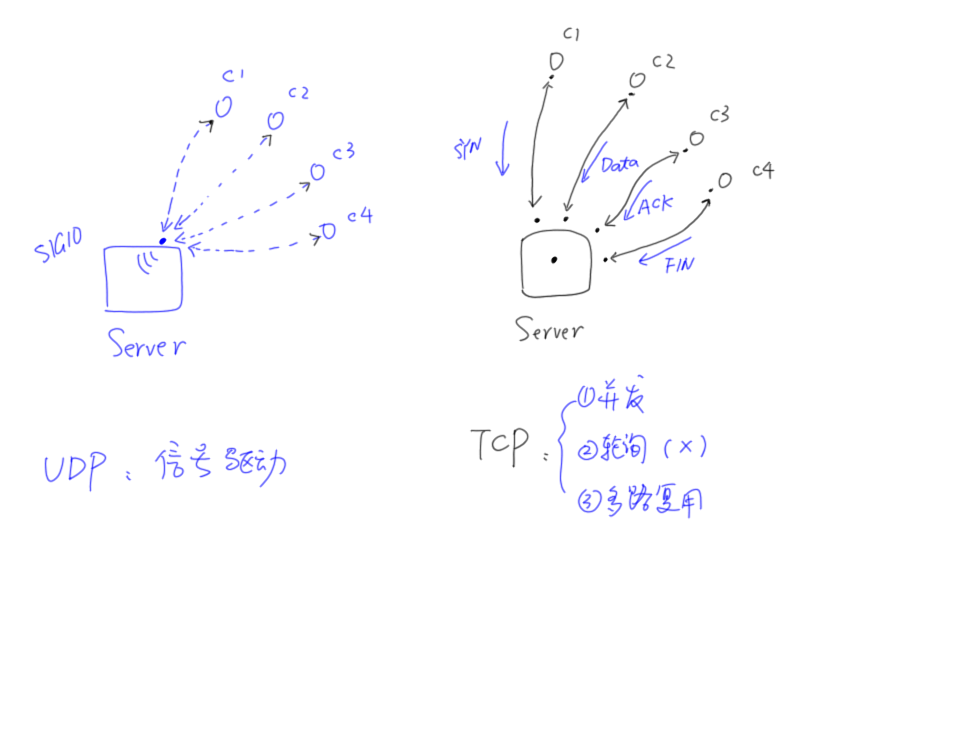 C1
C2
C3
C4
SIGIO
Server
UDP: 信号驱动
C1
C2
C3
C4
SYN
Data
ACK
FIN
Server
TCP:
①并发
②轮询(×)
③多路复用